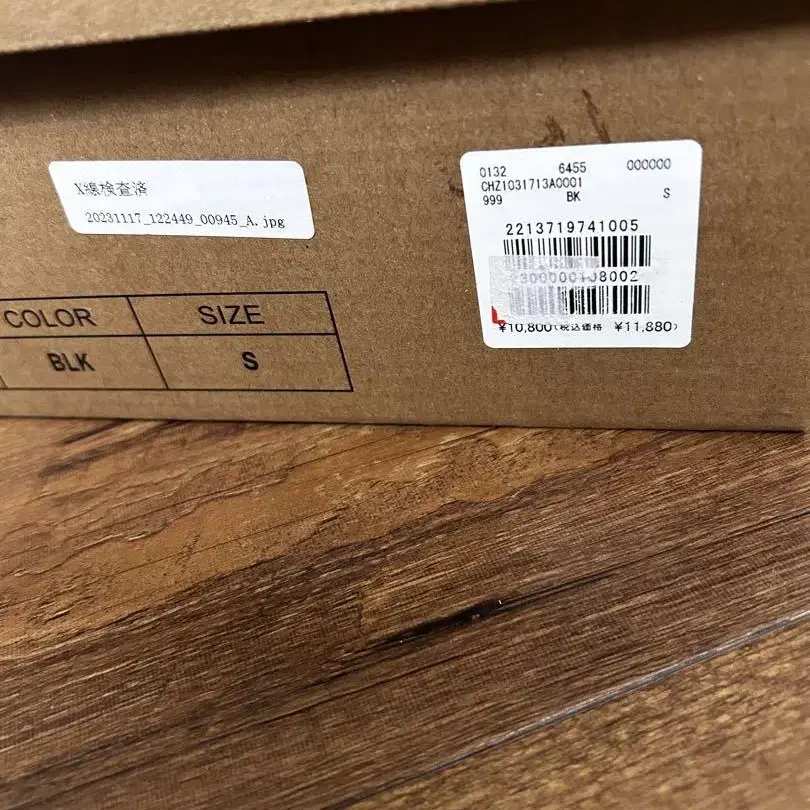 X線検査済
20231117_122449_00945_A.jpg
COLOR SIZE
BLK S
0132 6455 000000
CHZ1031713A0001
999 BK S
2213719741005
¥10,800(税込価格 ¥11,880)